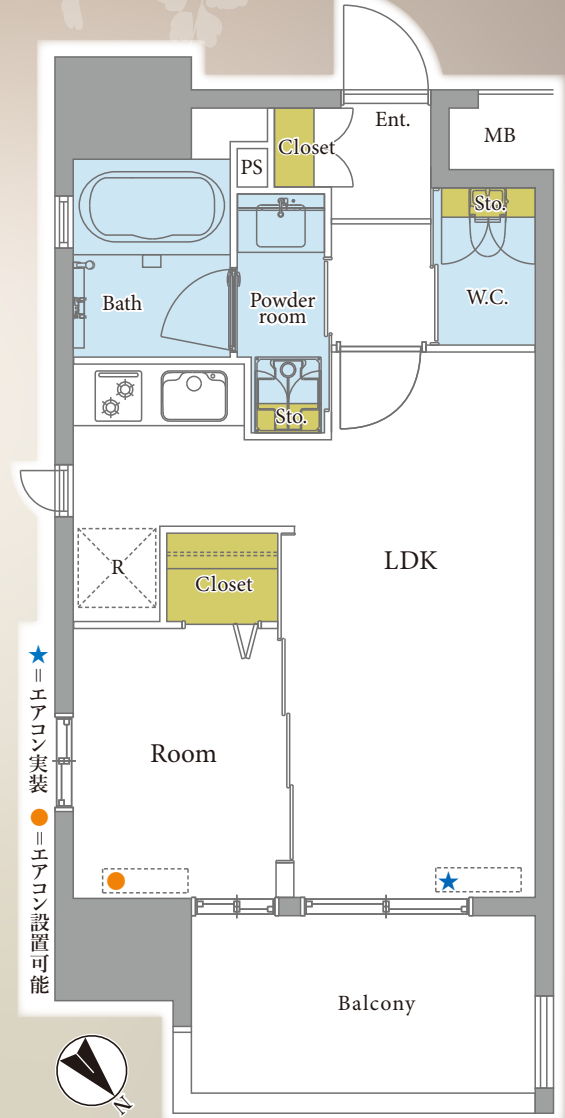 Ent.
MB
Closet
PS
Sto.
Bath
Powder
room
W.C.
Sto.
R
Closet
LDK
Room
★＝エアコン実装
●＝エアコン設置可能
Balcony
N